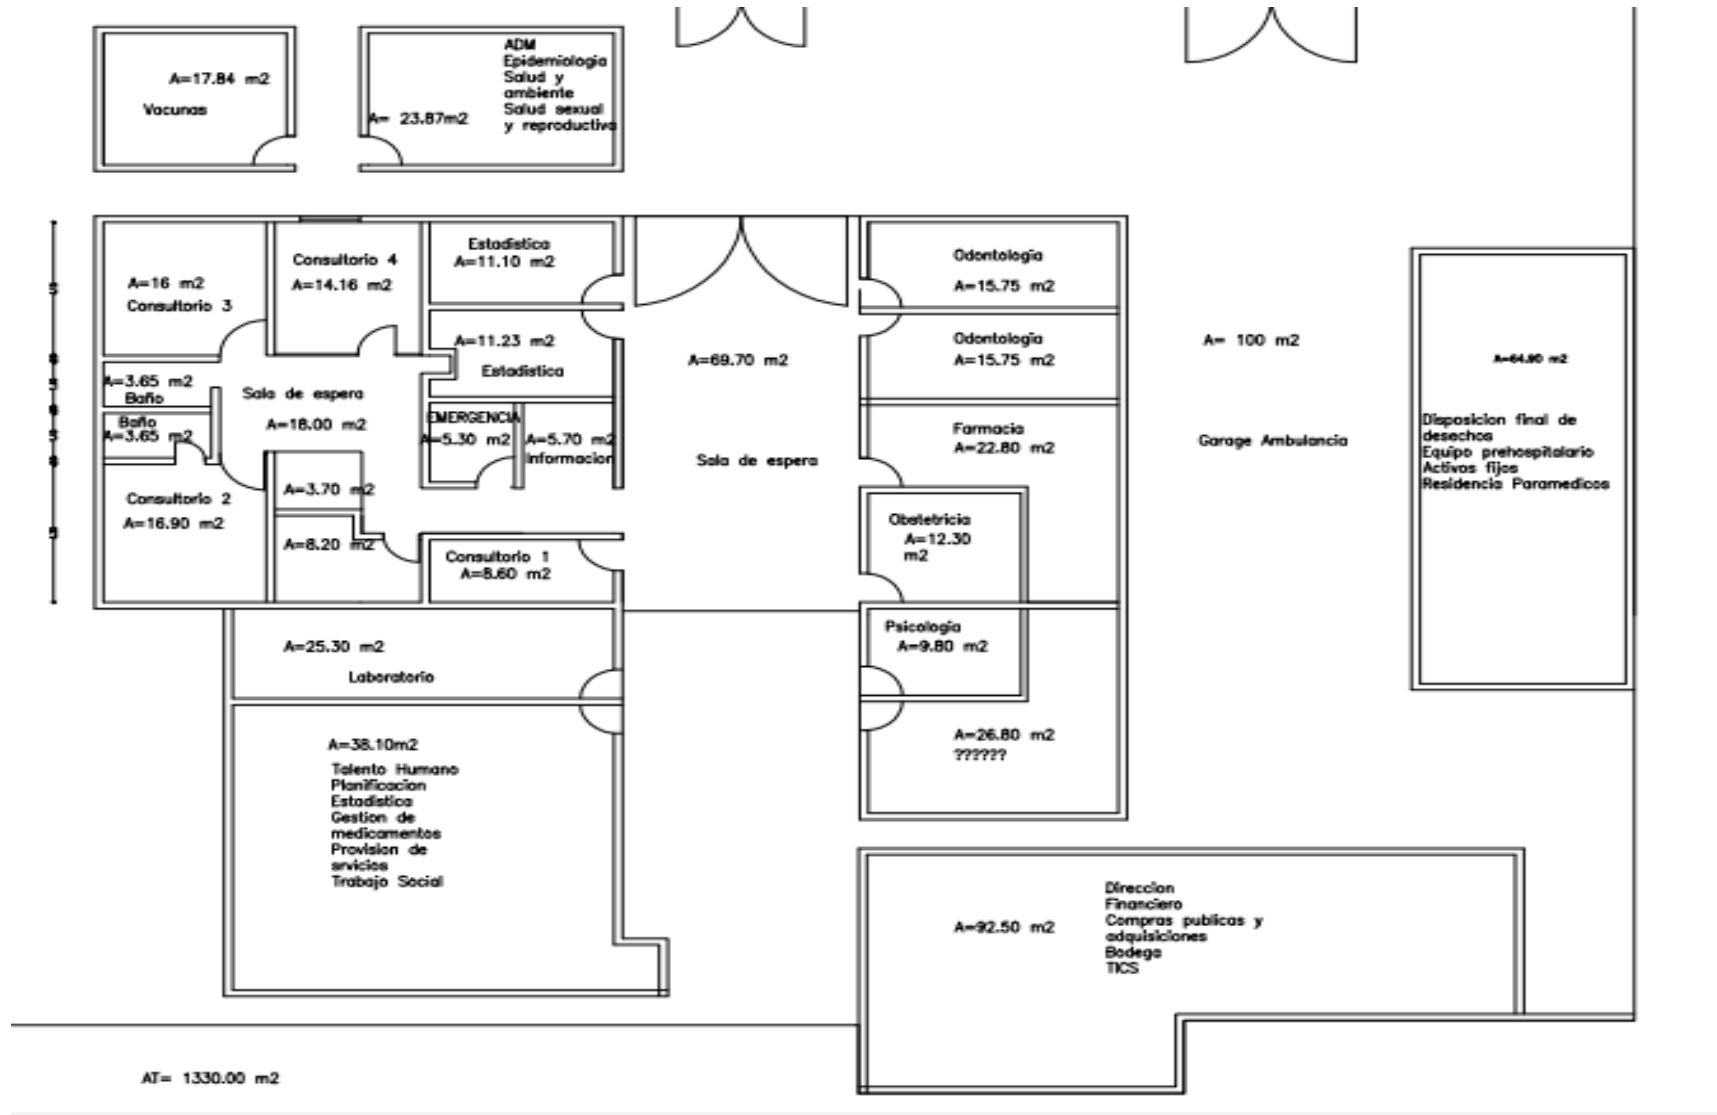 A=17.84 m2
Vacunas
ADM
Epidemiologia
Salud y
ambiente
Salud sexual
y reproductiva
A= 23.87m2
A=16 m2
Consultorio 3
Consultorio 4
A=14.16 m2
Estadistica
A=11.10 m2
A=11.23 m2
Estadistica
A=3.65 m2
Baño
Baño
A=3.65 m2
Sala de espera
A=18.00 m2
EMERGENCIA
A=5.30 m2
A=5.70 m2
Informacion
Consultorio 2
A=16.90 m2
A=3.70 m2
A=8.20 m2
Consultorio 1
A=8.60 m2
A=69.70 m2
Sala de espera
Odontologia
A=15.75 m2
Odontologia
A=15.75 m2
Farmacia
A=22.80 m2
Obstetricia
A=12.30
m2
Psicologia
A=9.80 m2
A=26.80 m2
??????
A= 100 m2
Garage Ambulancia
A=64.90 m2
Disposicion final de
desechos
Equipo prehospitalario
Activos fijos
Residencia Paramedicos
A=25.30 m2
Laboratorio
A=38.10m2
Talento Humano
Planificacion
Estadistica
Gestion de
medicamentos
Provision de
srvicios
Trabajo Social
A=92.50 m2
Direccion
Financiero
Compras publicas y
adquisiciones
Bodega
TICS
AT= 1330.00 m2